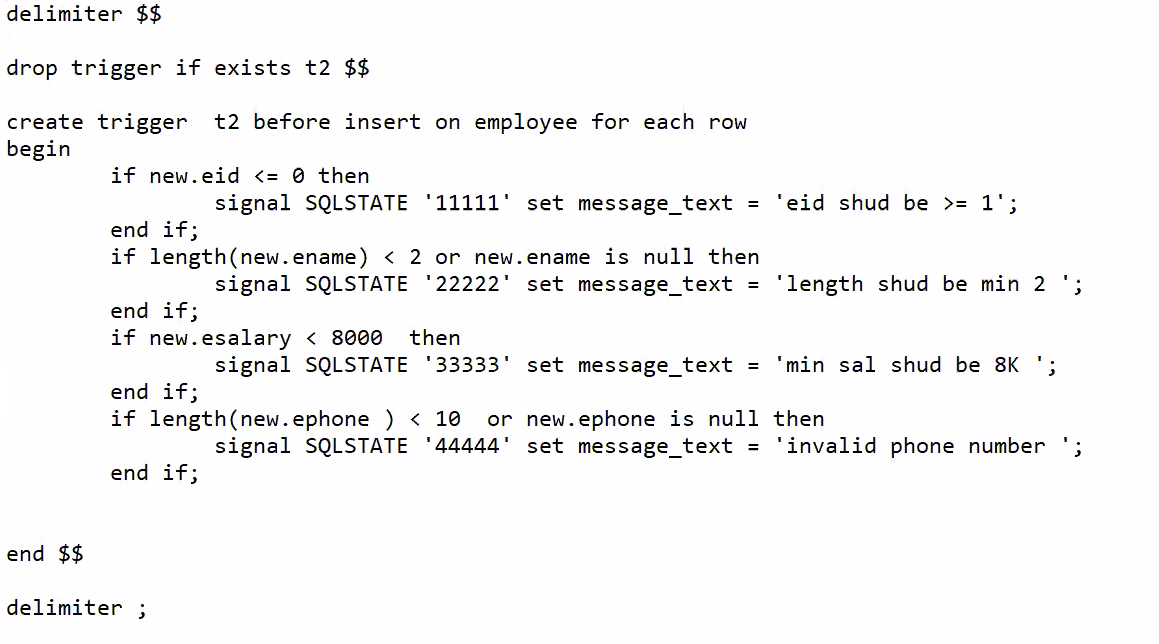 delimiter $$
drop trigger if exists t2 $$
create trigger  t2 before insert on employee for each row
begin
        if new.eid <= 0 then
                signal SQLSTATE '11111' set message_text = 'eid shud be >= 1';
        end if;
        if length(new.ename) < 2 or new.ename is null then
                signal SQLSTATE '22222' set message_text = 'length shud be min 2 ';
        end if;
        if new.esalary < 8000  then
                signal SQLSTATE '33333' set message_text = 'min sal shud be 8K ';
        end if;
        if length(new.ephone ) < 10  or new.ephone is null then
                signal SQLSTATE '44444' set message_text = 'invalid phone number ';
        end if;
end $$
delimiter ;